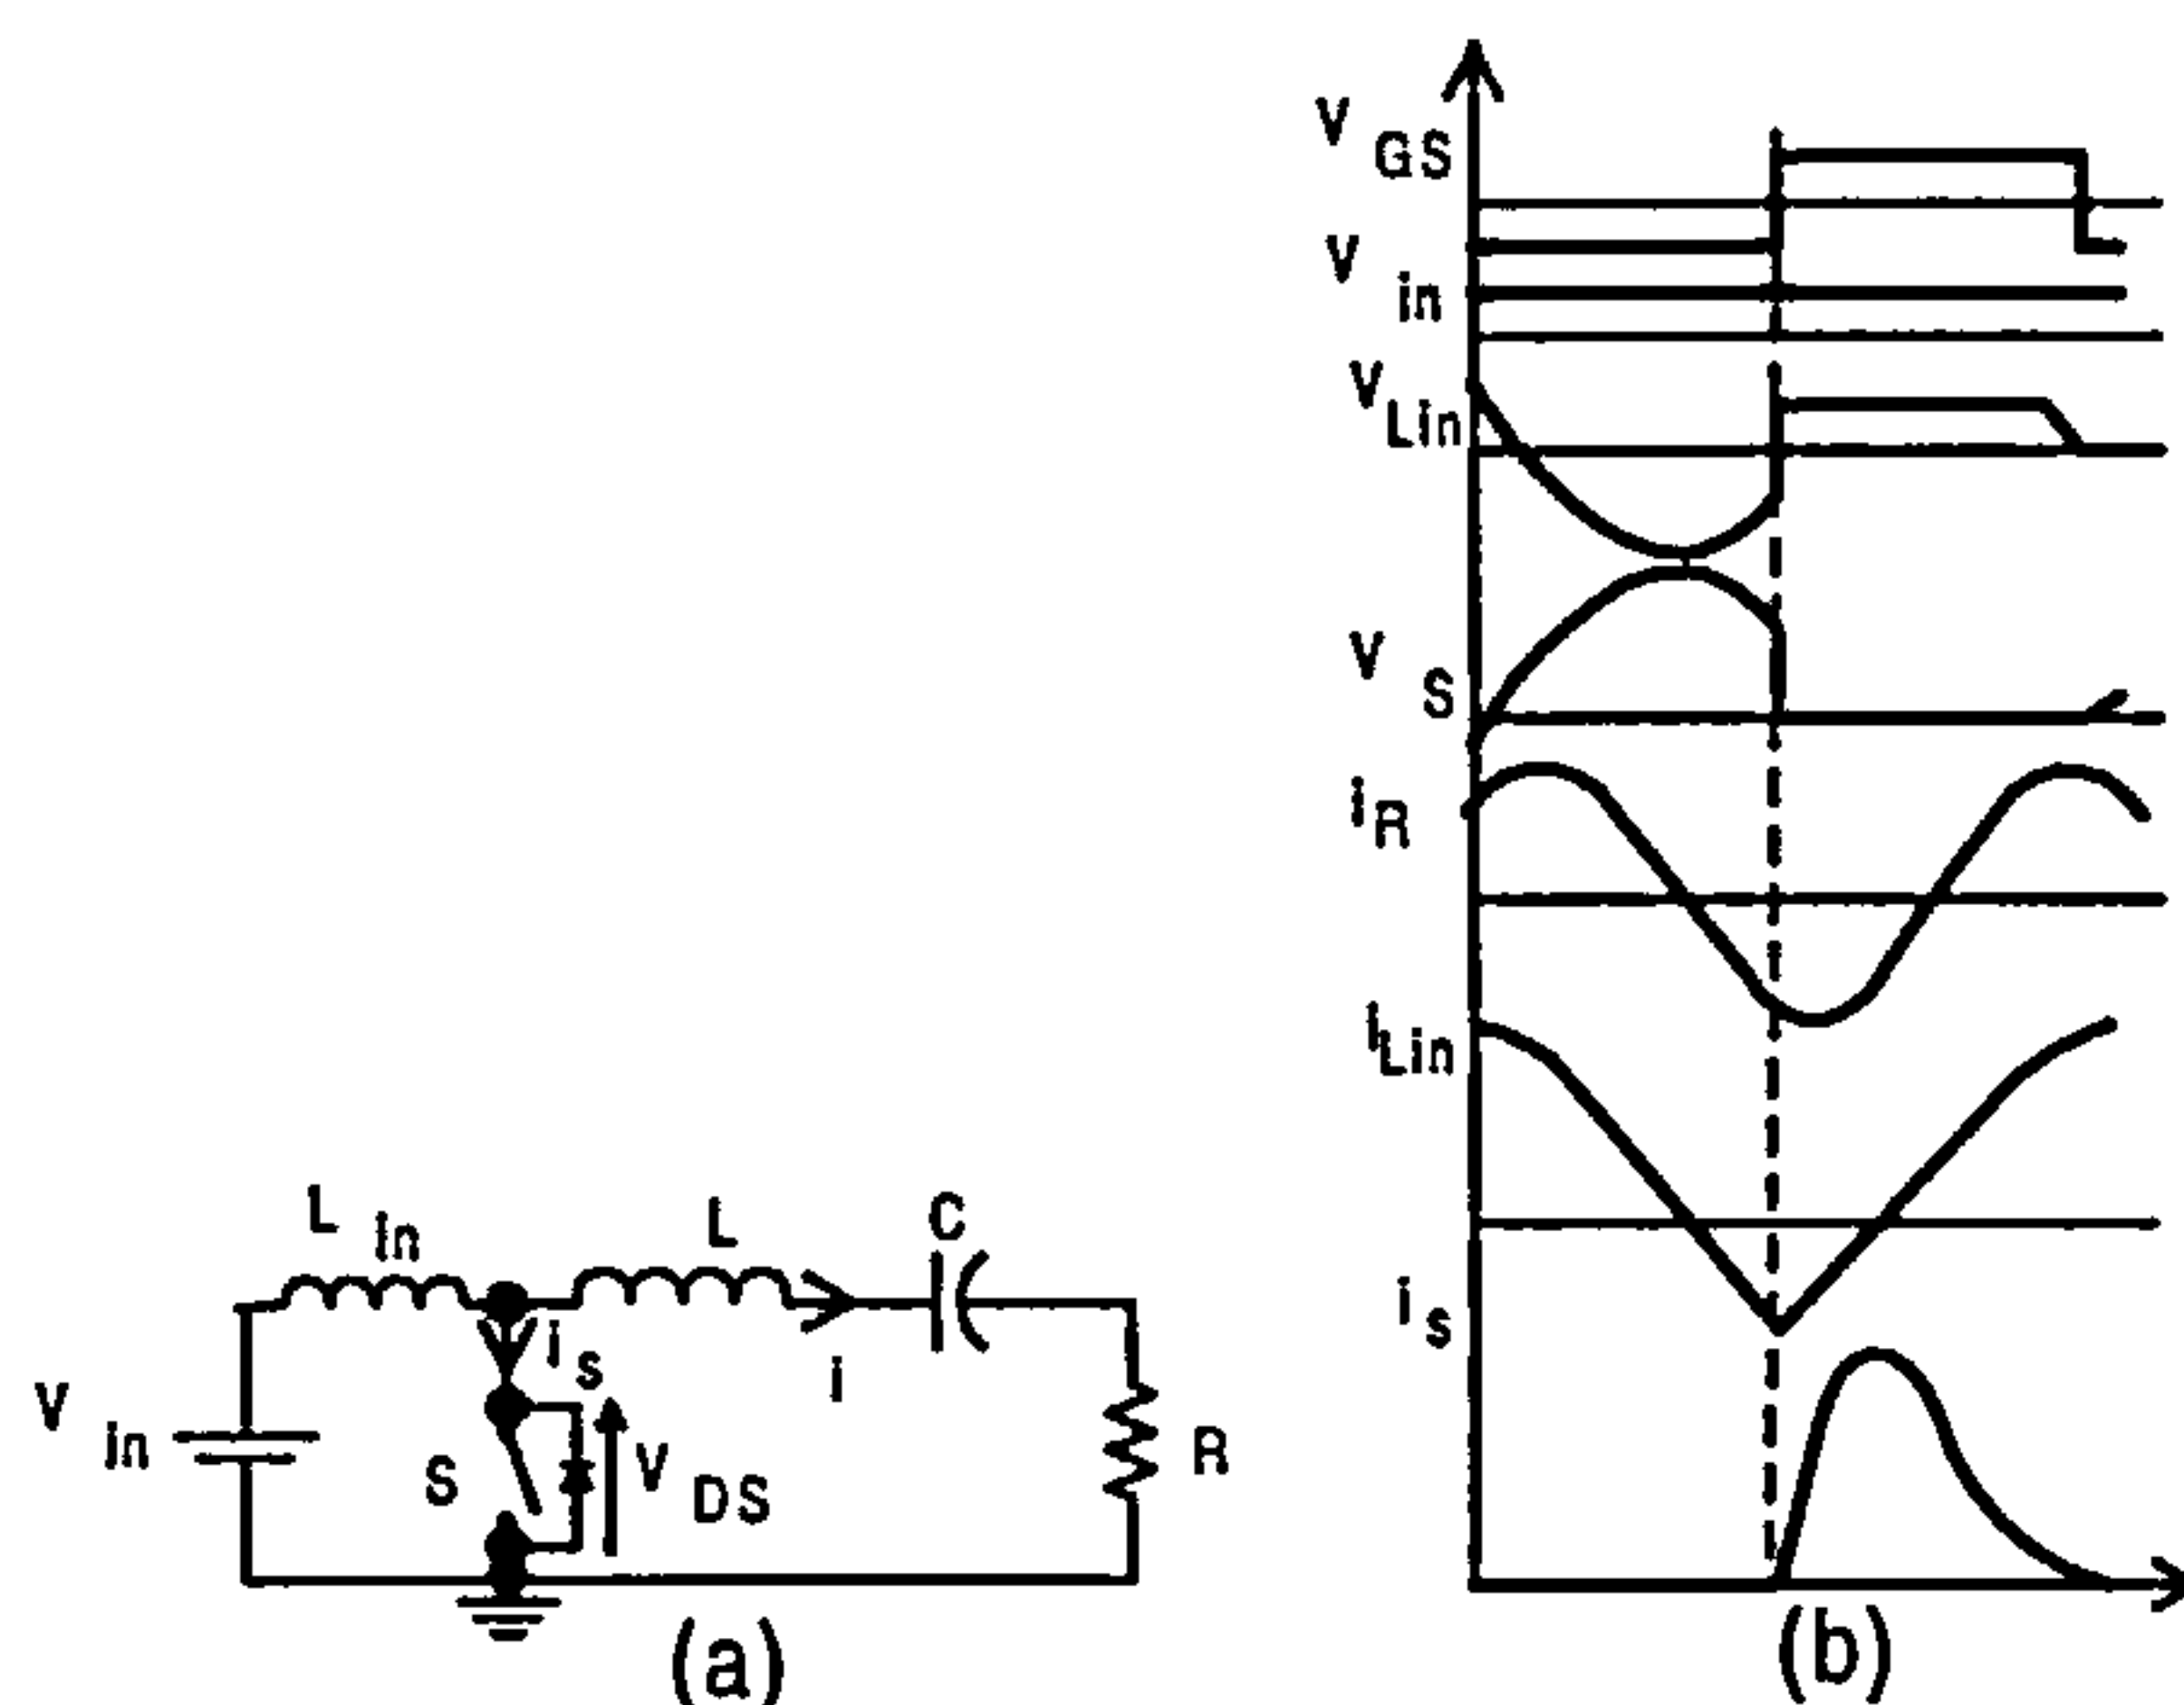 L in
L
C
i s
i
V in
S
V DS
R
(a)
V GS
V in
V Lin
V S
i R
i Lin
i s
(b)